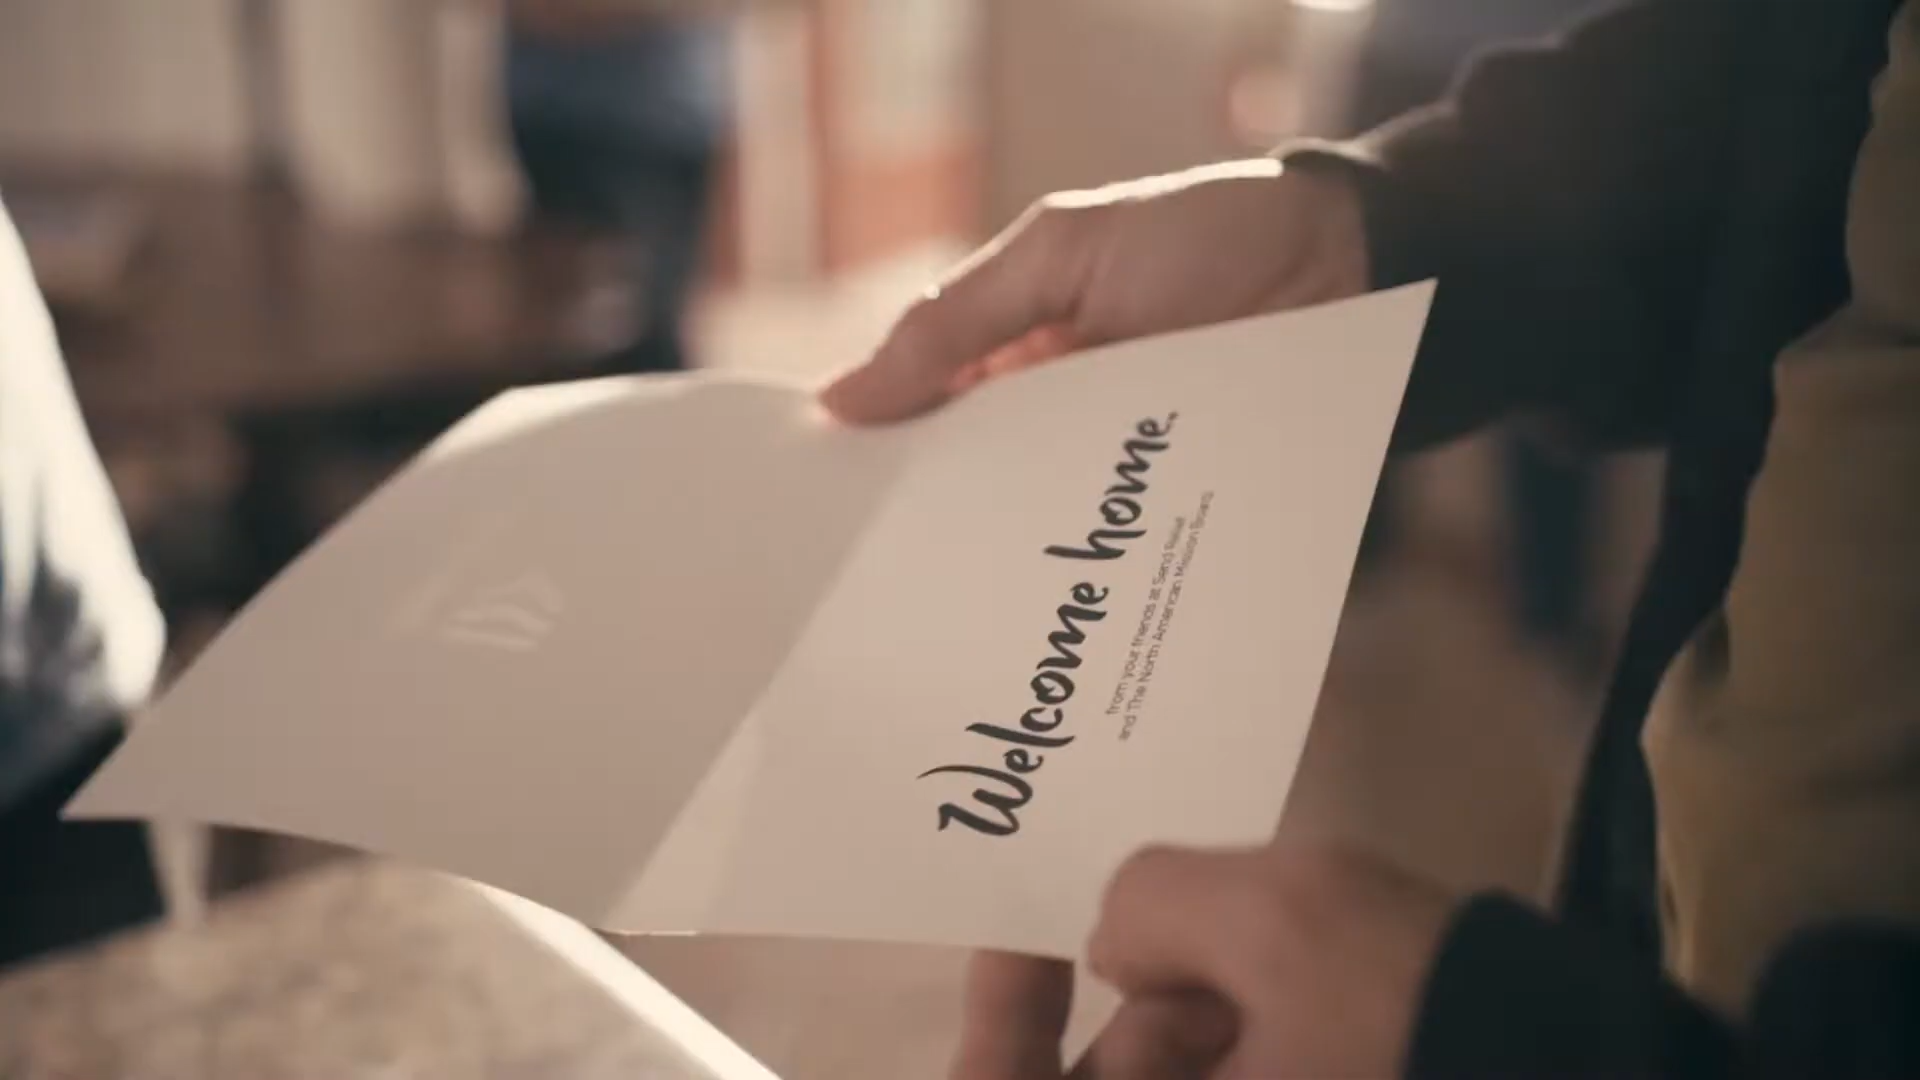 Welcome home.
from your friends at Send Relief
and The North American Mission Board